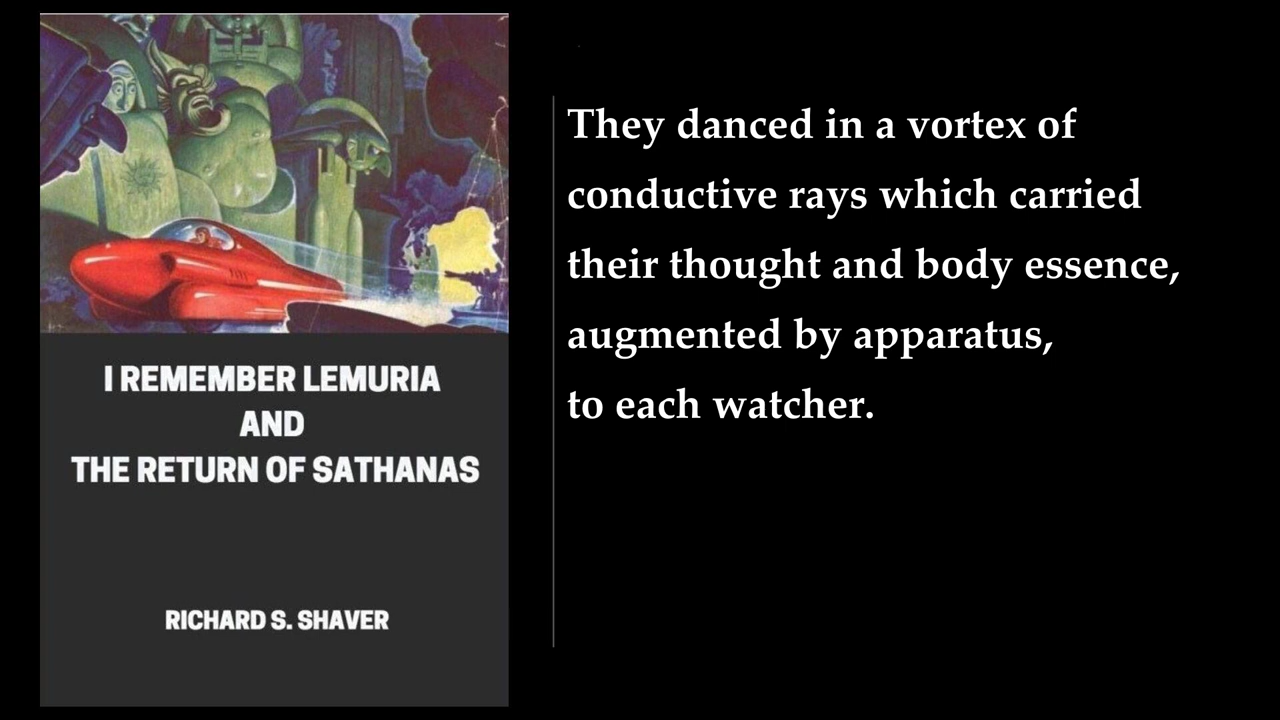 I REMEMBER LEMURIA
AND
THE RETURN OF SATHANAS
RICHARD S. SHAVER
They danced in a vortex of
conductive rays which carried
their thought and body essence,
augmented by apparatus,
to each watcher.